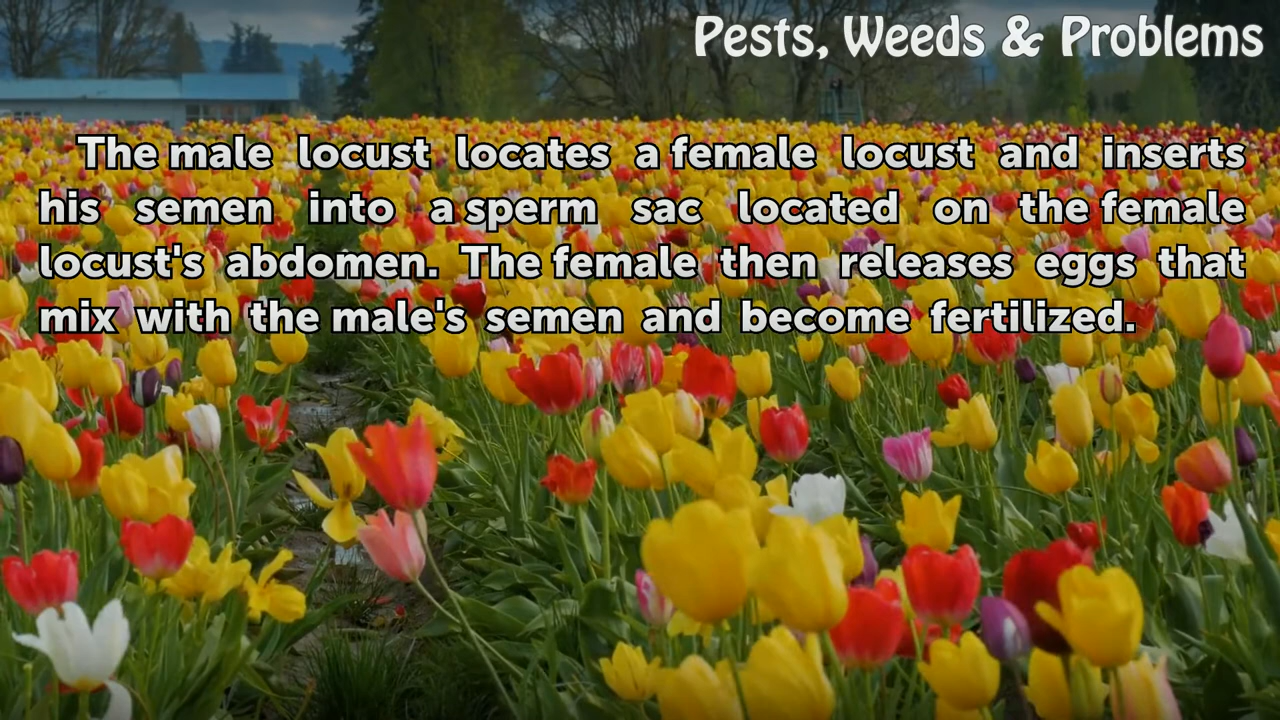 Pests, Weeds & Problems
The male locust locates a female locust and inserts
his semen into a sperm sac located on the female
locust's abdomen. The female then releases eggs that
mix with the male's semen and become fertilized.